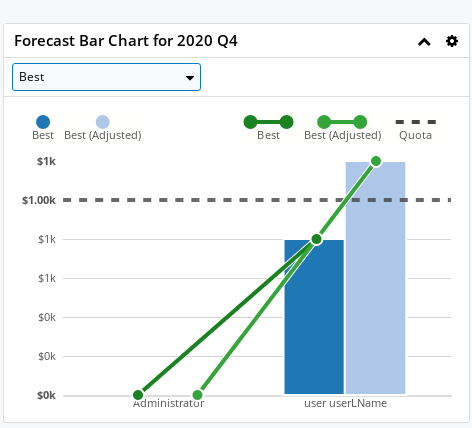 Forecast Bar Chart for 2020 Q4
Best
Best Best (Adjusted) Best Best (Adjusted) Quota
$1k
$1.00k
$1k
$1k
$0k
$0k
$0k
Administrator user userLName